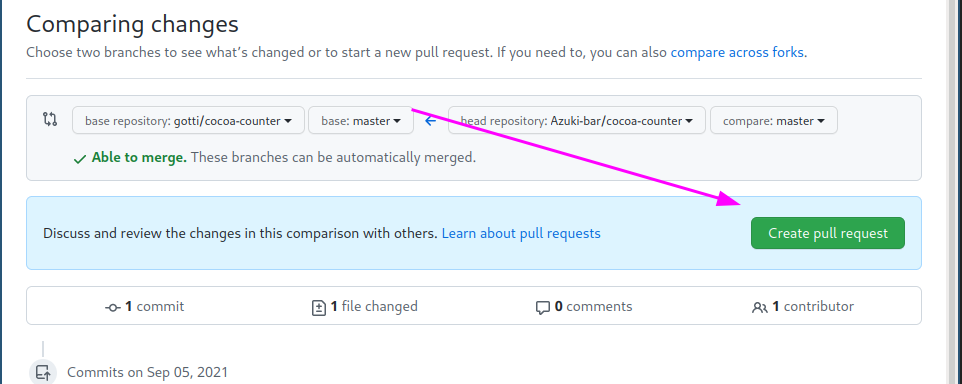 Comparing changes
Choose two branches to see what's changed or to start a new pull request. If you need to, you can also compare across forks.
base repository: gotti/cocoa-counter base: master head repository: Azuki-bar/cocoa-counter compare: master
Able to merge. These branches can be automatically merged.
Discuss and review the changes in this comparison with others. Learn about pull requests Create pull request
1 commit 1 file changed 0 comments 1 contributor
Commits on Sep 05, 2021